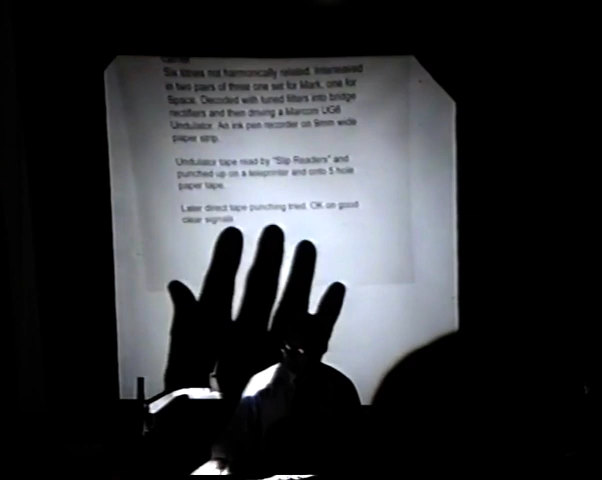 Six tones not harmonically related. Interleaved
in two pairs of three one set for Mark, one for
Space. Decoded with tuned filters into bridge
rectifiers and then driving a Marconi UG6
Undulator. An ink pen recorder on 9mm wide
paper strip.
Undulator tape read by "Slip Readers" and
punched up on a teleprinter and onto 5 hole
paper tape.
Later direct tape punching tried. OK on good
clear signals